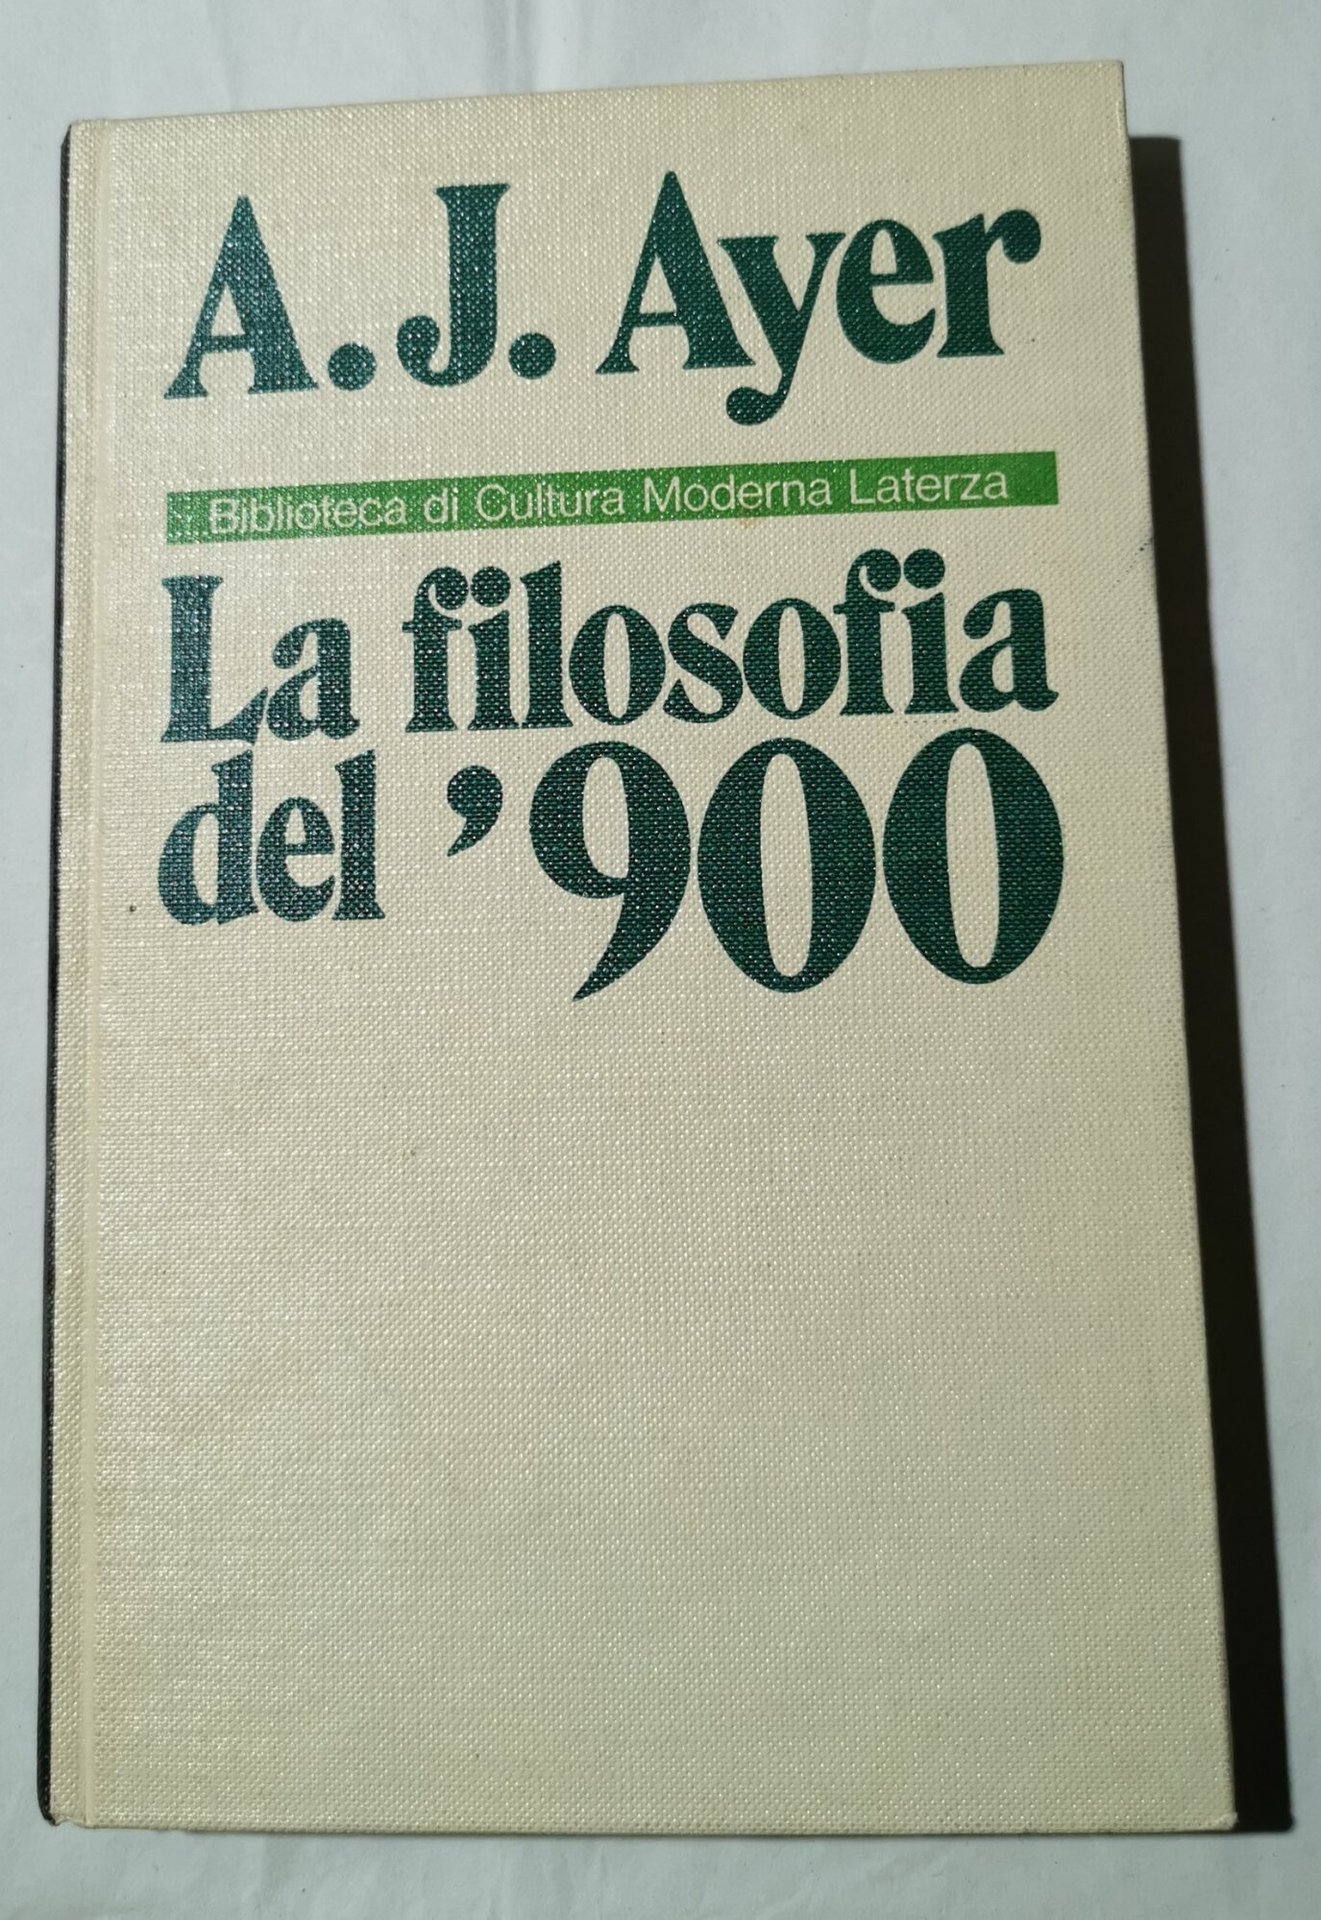 A.J. Ayer
Biblioteca di Cultura Moderna Laterza
La filosofia
del '900